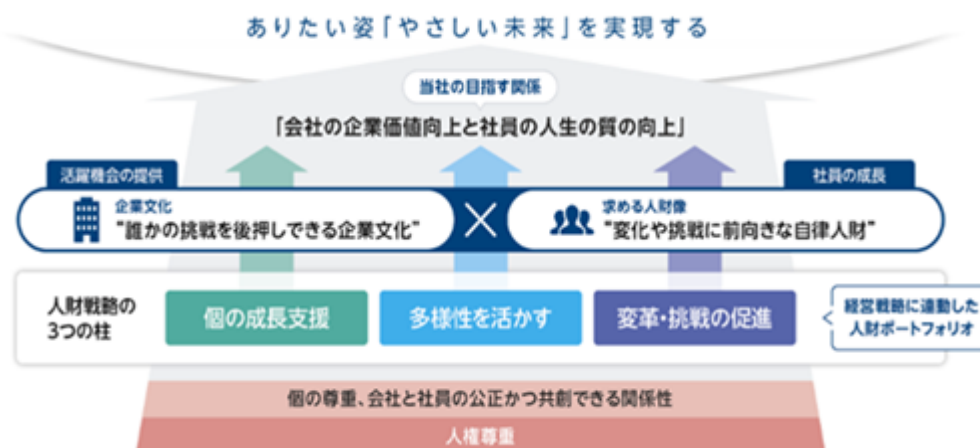 ありたい姿「やさしい未来」を実現する
当社の目指す関係
「会社の企業価値向上と社員の人生の質の向上」
活躍機会の提供
社員の成長
企業文化
"誰かの挑戦を後押しできる企業文化"
求める人財像
"変化や挑戦に前向きな自律人財"
人財戦略の
3つの柱
個の成長支援
多様性を活かす
変革・挑戦の促進
経営戦略に連動した
人財ポートフォリオ
個の尊重、会社と社員の公正かつ共創できる関係性
人権尊重